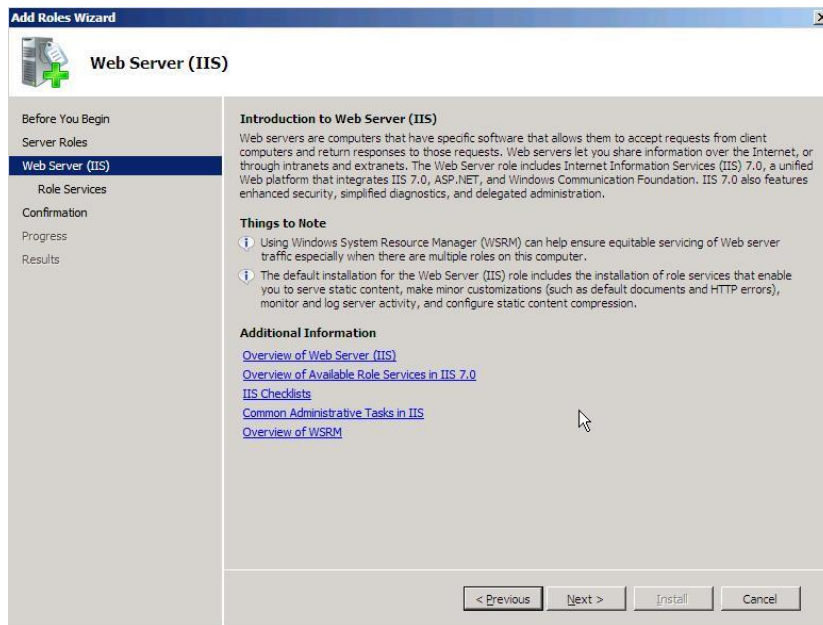 Add Roles Wizard
Web Server (IIS)
Before You Begin
Server Roles
Web Server (IIS)
Role Services
Confirmation
Progress
Results
Introduction to Web Server (IIS)
Web servers are computers that have specific software that allows them to accept requests from client
computers and return responses to those requests. Web servers let you share information over the Internet, or
through intranets and extranets. The Web Server role includes Internet Information Services (IIS) 7.0, a unified
Web platform that integrates IIS 7.0, ASP.NET, and Windows Communication Foundation. IIS 7.0 also features
enhanced security, simplified diagnostics, and delegated administration.
Things to Note
Using Windows System Resource Manager (WSRM) can help ensure equitable servicing of Web server
traffic especially when there are multiple roles on this computer.
The default installation for the Web Server (IIS) role includes the installation of role services that enable
you to serve static content, make minor customizations (such as default documents and HTTP errors),
monitor and log server activity, and configure static content compression.
Additional Information
Overview of Web Server (IIS)
Overview of Available Role Services in IIS 7.0
IIS Checklists
Common Administrative Tasks in IIS
Overview of WSRM
< Previous
Next >
Install
Cancel